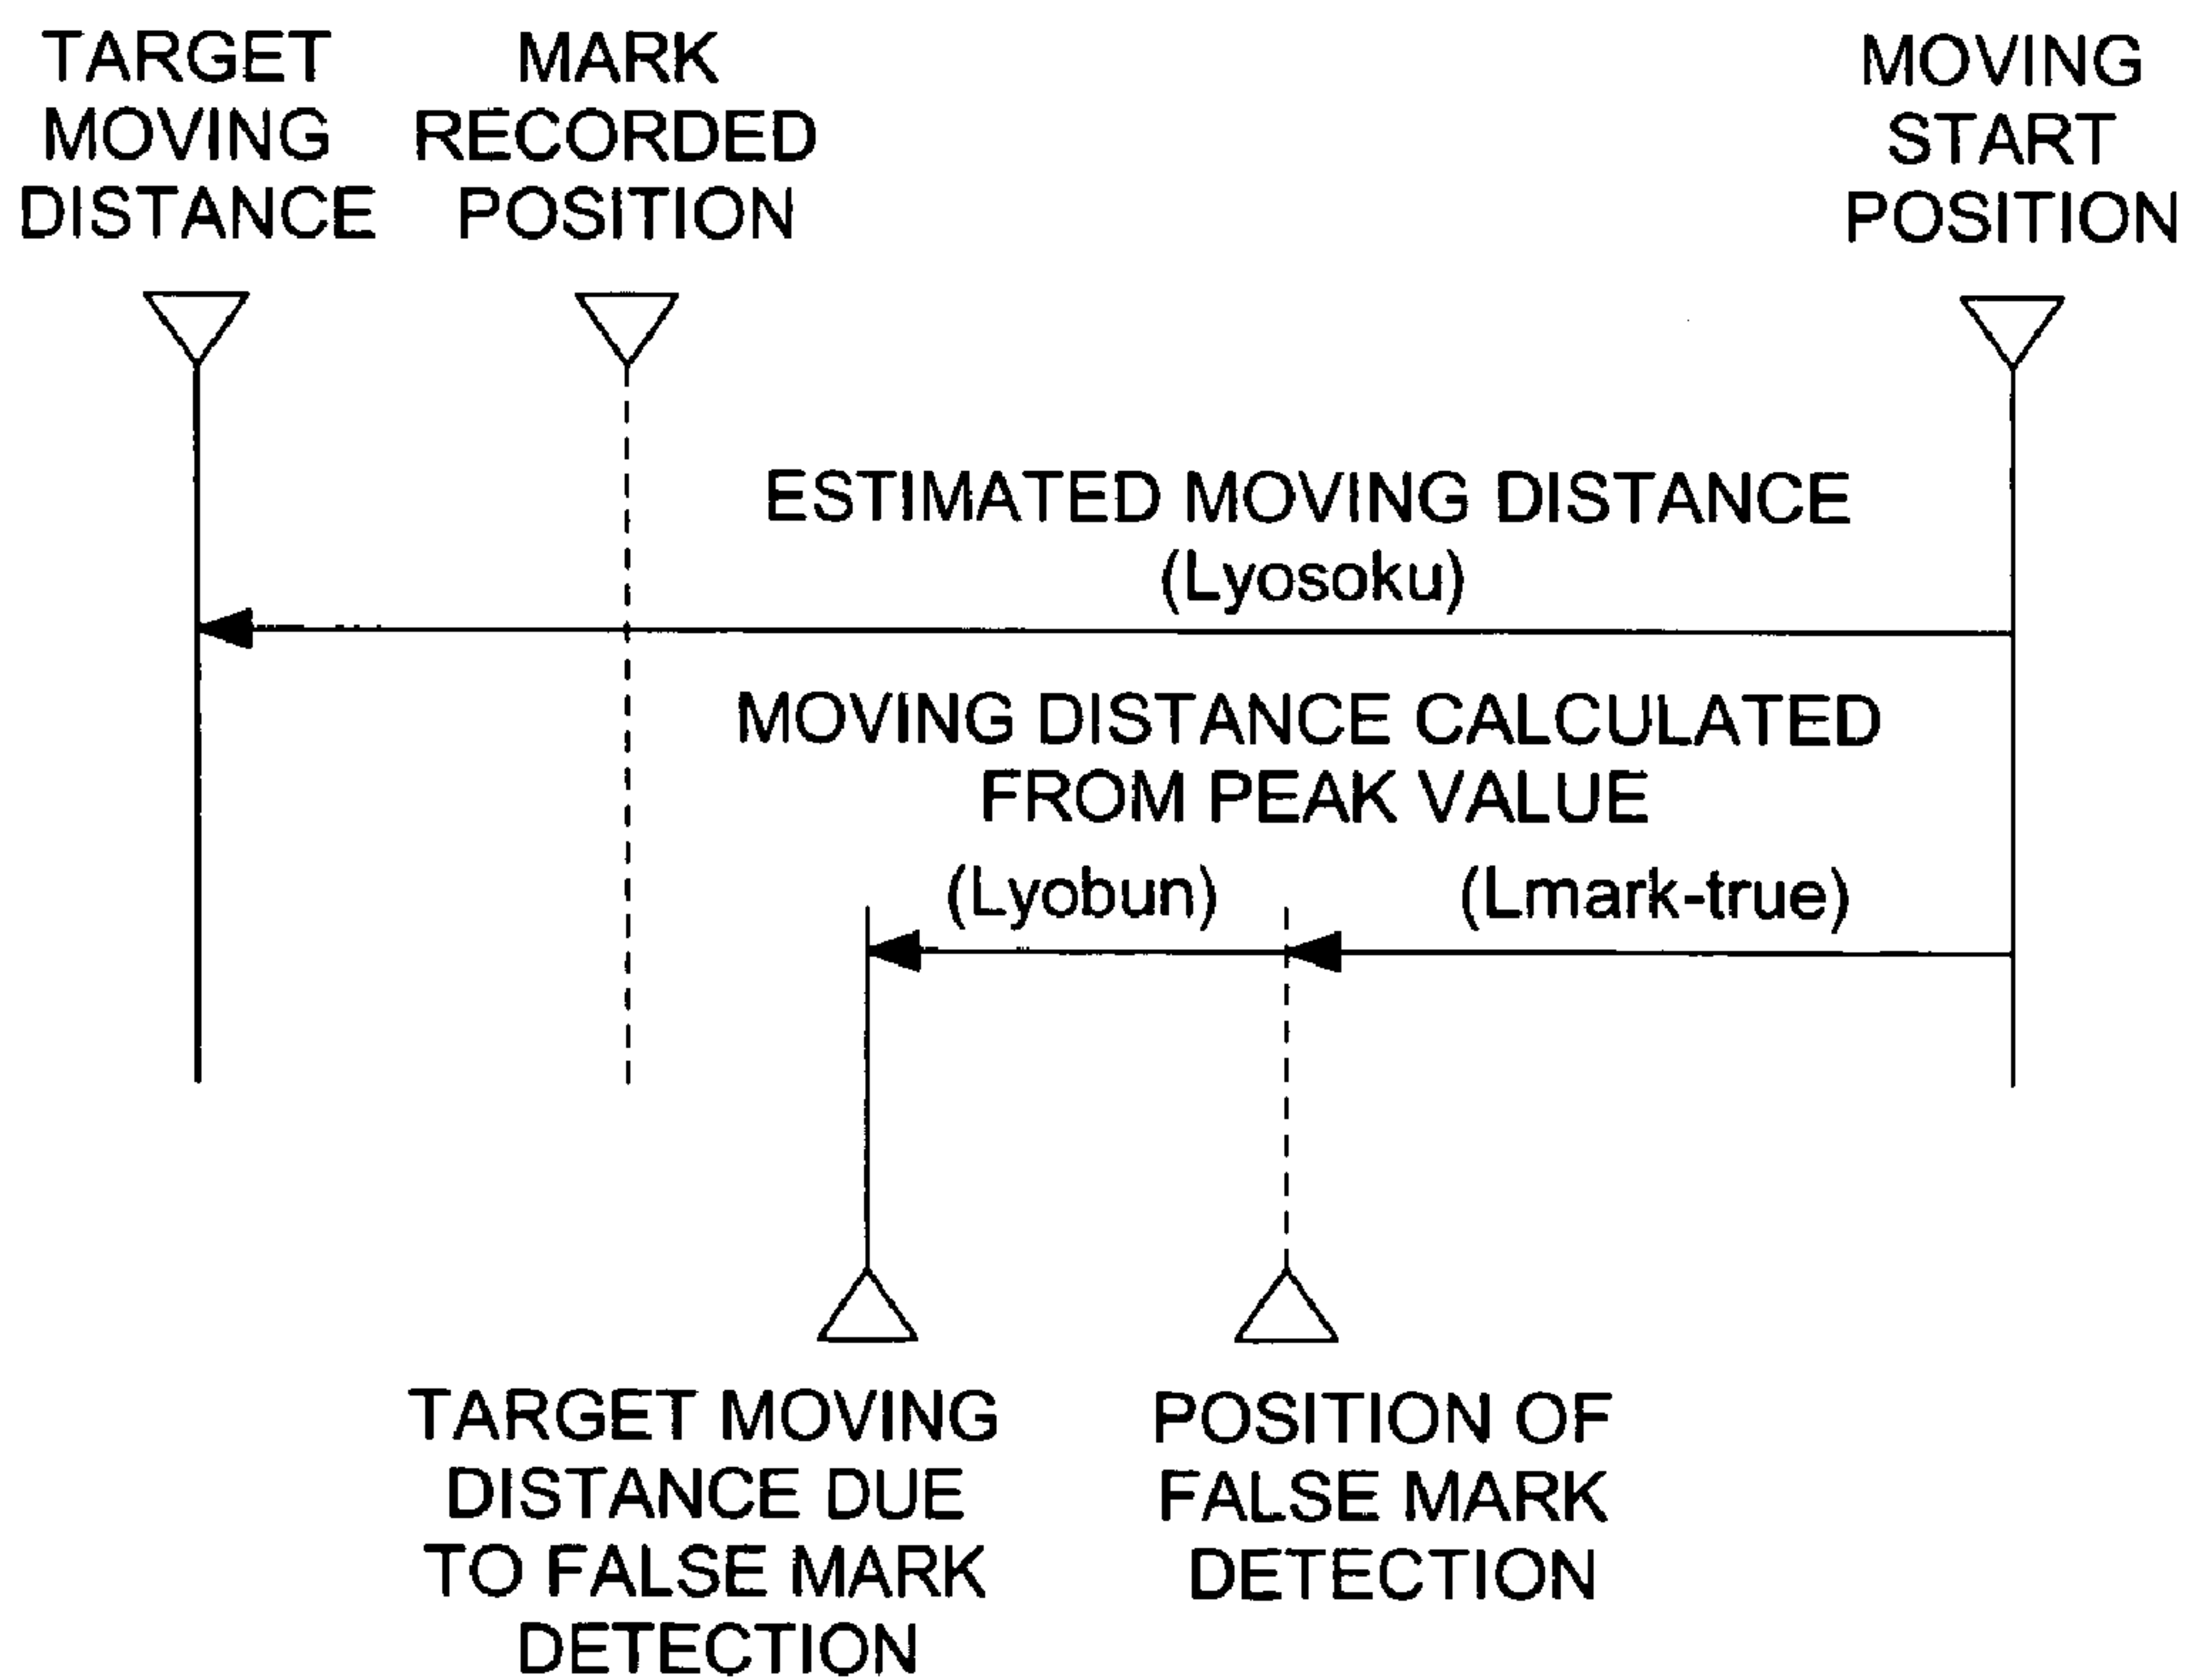 TARGET
MOVING
DISTANCE
MARK
RECORDED
POSITION
MOVING
START
POSITION
ESTIMATED MOVING DISTANCE
(Lyosoku)
MOVING DISTANCE CALCULATED
FROM PEAK VALUE
(Lyobun)
(Lmark-true)
TARGET MOVING
DISTANCE DUE
TO FALSE MARK
DETECTION
POSITION OF
FALSE MARK
DETECTION